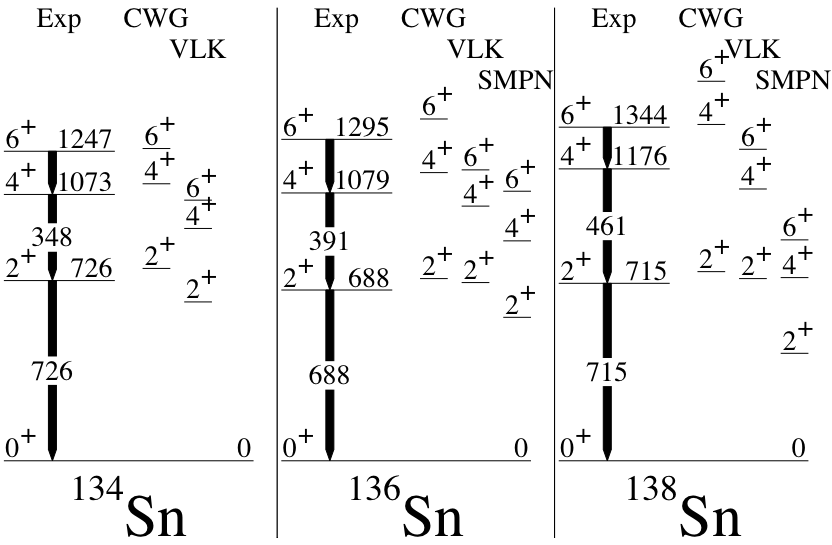 Exp CWG
VLK
6+ 1247 6+
4+ 1073 4+ 6+
4+
348
2+ 726 2+
2+
726
0+ 0
134Sn
Exp CWG
VLK
SMPN
6+ 1295 6+
4+ 1079 4+ 6+ 6+
4+
4+
391
2+ 688 2+ 2+
2+
688
0+ 0
136Sn
Exp CWG
VLK
SMPN
6+
6+ 1344 4+
6+
4+ 1176 4+
461 6+
2+ 715 2+ 2+ 4+
2+
715
0+ 0
138Sn